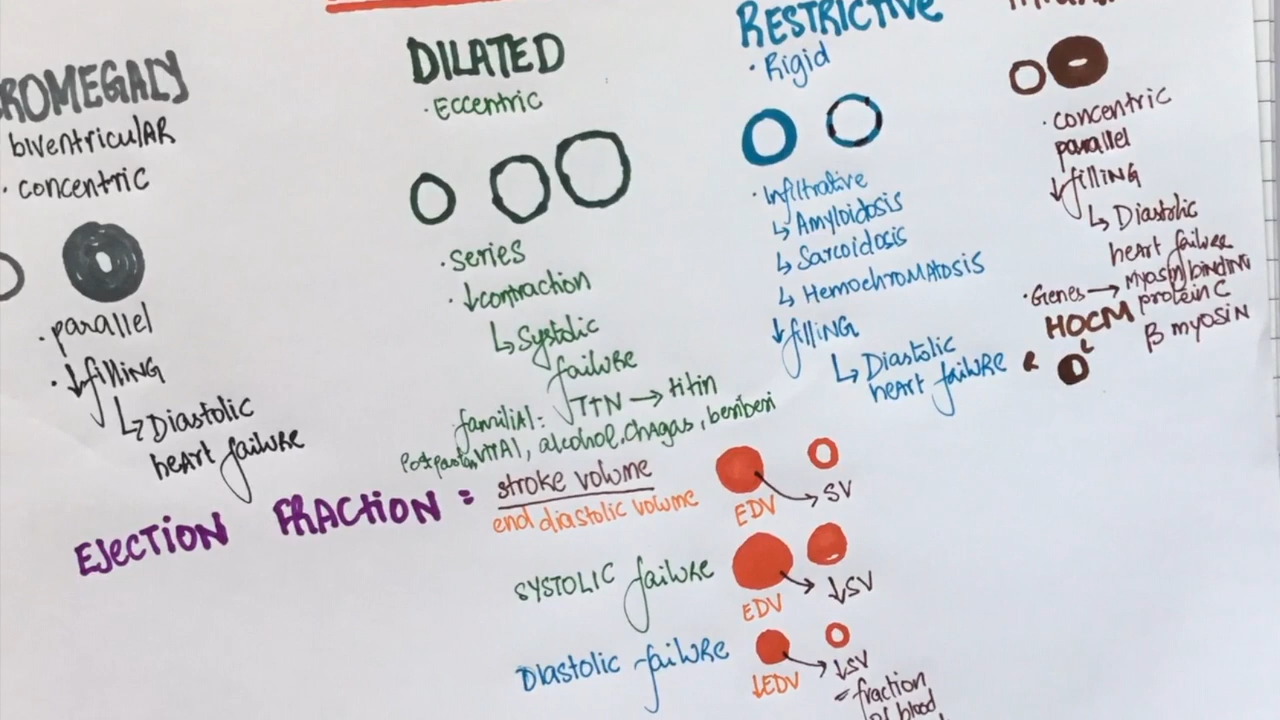 ROMEGALY
biventriculAR
• concentric
• parallel
• ↓filling
↳ Diastolic
heart failure
DILATED
• Eccentric
• series
• ↓contraction
↳ Systolic
failure
familial: TTN → titin
viral, alcohol, chagas, beriberi
RESTRICTIVE
• Rigid
• Infiltrative
↳ Amyloidosis
↳ Sarcoidosis
↳ Hemochromatosis
↓filling
↳ Diastolic
heart failure
• concentric
parallel
↓filling
↳ Diastolic
heart failure
• Genes → myosin binding
protein C
β myosin
HOCM
EJECTION FRACTION = stroke volume
end diastolic volume
EDV → SV
SYSTOLIC failure
EDV → ↓SV
Diastolic failure
↓EDV → ↓SV
= fraction
of blood